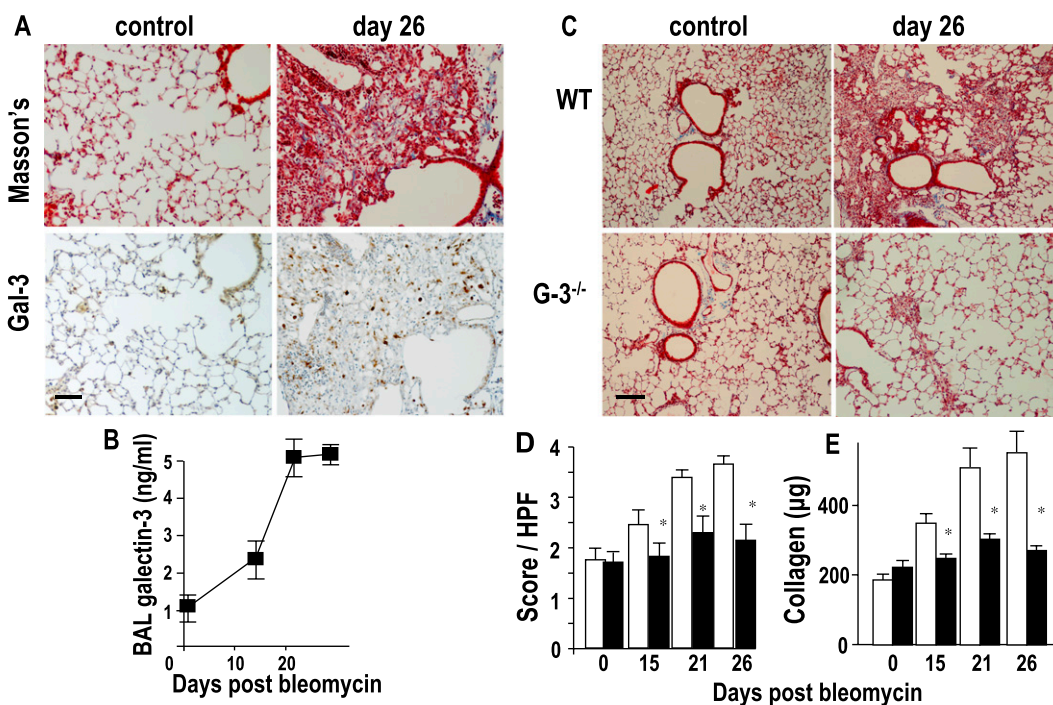 A control day 26
Masson's
Gal-3
C control day 26
WT
G-3-/-
B
BAL galectin-3 (ng/ml)
5
4
3
2
1
0 10 20
Days post bleomycin
D
Score / HPF
4
3
2
1
0
0 15 21 26
E
Collagen (µg)
400
200
0
0 15 21 26
* * *
* * *
Days post bleomycin